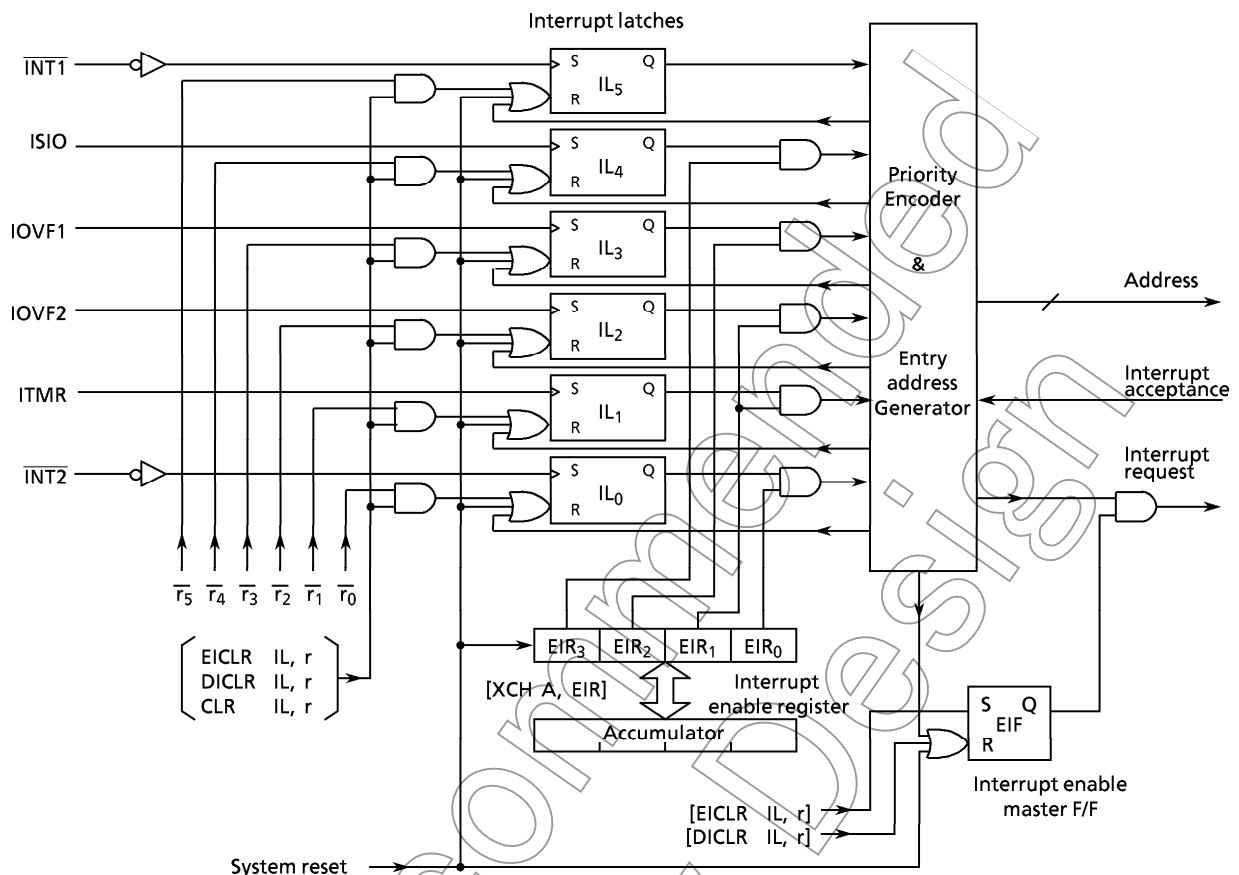 Interrupt latches
INT1
S Q
IL5
R
ISIO
S Q
IL4
R
Priority
Encoder
&
Entry
address
Generator
IOVF1
S Q
IL3
R
Address
IOVF2
S Q
IL2
R
Interrupt
acceptance
ITMR
S Q
IL1
R
Interrupt
request
INT2
S Q
IL0
R
r5 r4 r3 r2 r1 r0
EICLR IL, r
DICLR IL, r
CLR IL, r
EIR3 EIR2 EIR1 EIR0
[XCH A, EIR]
Interrupt
enable register
Accumulator
S Q
EIF
R
Interrupt enable
master F/F
[EICLR IL, r]
[DICLR IL, r]
System reset
ommended
Design